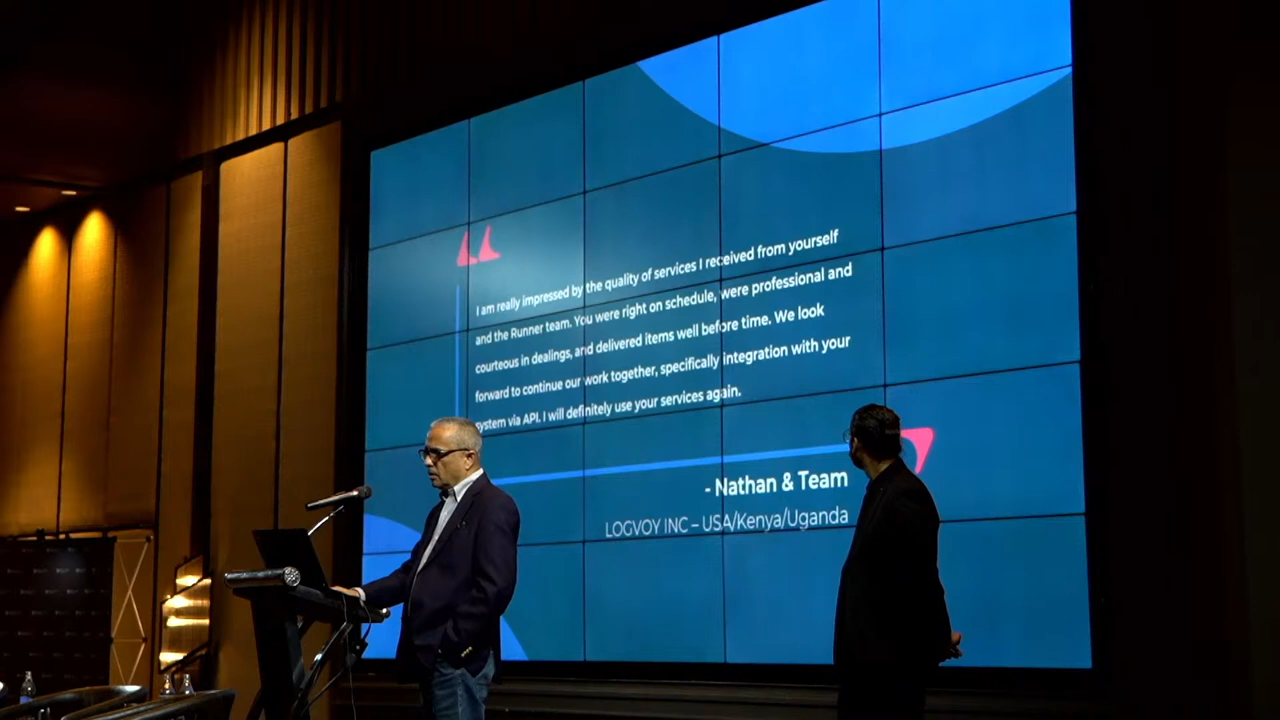 I am really impressed by the quality of services I received from yourself
and the Runner team. You were right on schedule, were professional and
courteous in dealings, and delivered items well before time. We look
forward to continue our work together, specifically integration with your
system via API. I will definitely use your services again.
- Nathan & Team
LOGVOY INC – USA/Kenya/Uganda